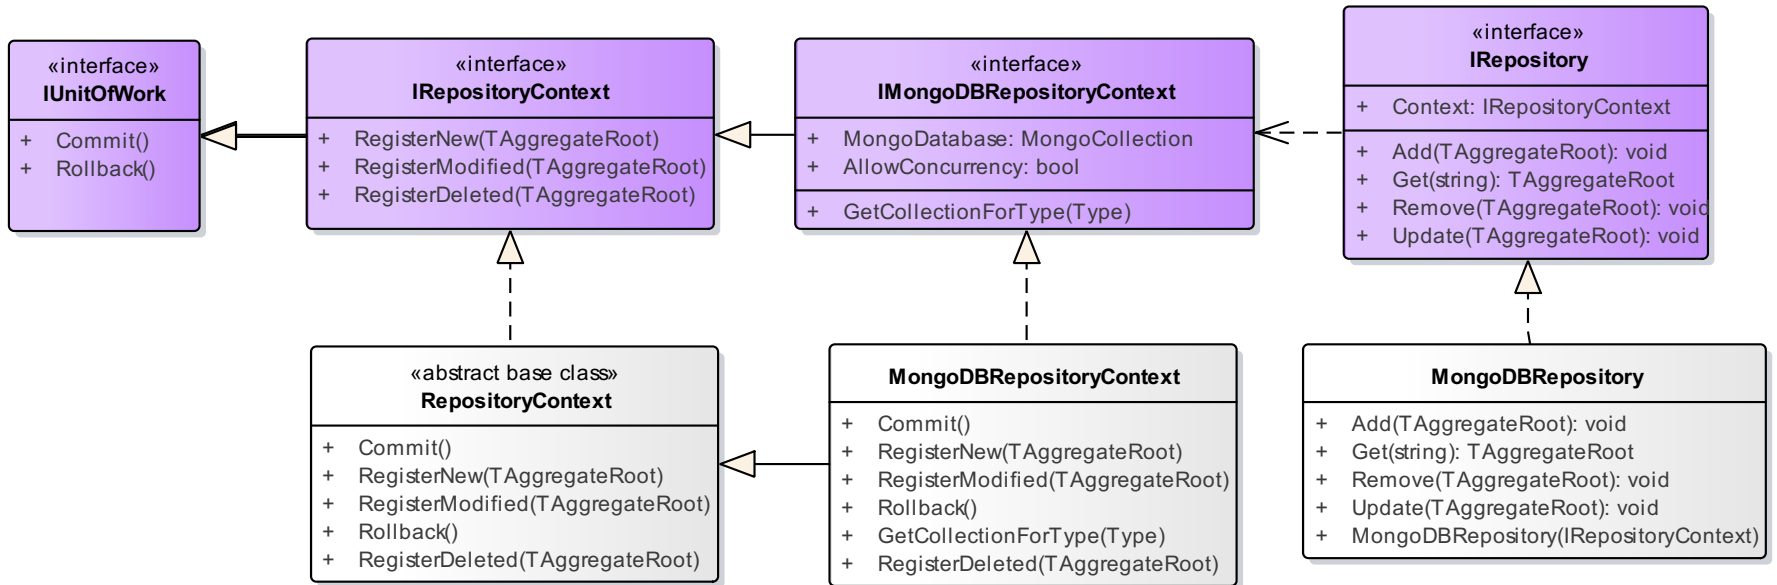 «interface»
IUnitOfWork
+ Commit()
+ Rollback()
«interface»
IRepositoryContext
+ RegisterNew(TAggregateRoot)
+ RegisterModified(TAggregateRoot)
+ RegisterDeleted(TAggregateRoot)
«interface»
IMongoDBRepositoryContext
+ MongoDatabase: MongoCollection
+ AllowConcurrency: bool
+ GetCollectionForType(Type)
«interface»
IRepository
+ Context: IRepositoryContext
+ Add(TAggregateRoot): void
+ Get(string): TAggregateRoot
+ Remove(TAggregateRoot): void
+ Update(TAggregateRoot): void
«abstract base class»
RepositoryContext
+ Commit()
+ RegisterNew(TAggregateRoot)
+ RegisterModified(TAggregateRoot)
+ Rollback()
+ RegisterDeleted(TAggregateRoot)
MongoDBRepositoryContext
+ Commit()
+ RegisterNew(TAggregateRoot)
+ RegisterModified(TAggregateRoot)
+ Rollback()
+ GetCollectionForType(Type)
+ RegisterDeleted(TAggregateRoot)
MongoDBRepository
+ Add(TAggregateRoot): void
+ Get(string): TAggregateRoot
+ Remove(TAggregateRoot): void
+ Update(TAggregateRoot): void
+ MongoDBRepository(IRepositoryContext)